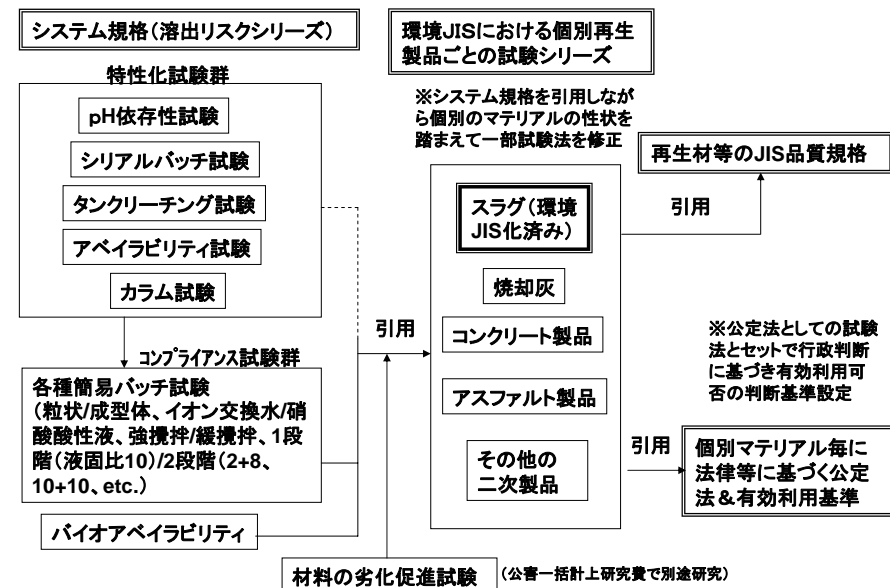 システム規格（溶出リスクシリーズ）
特性化試験群
pH依存性試験
シリアルバッチ試験
タンクリーチング試験
アベイラビリティ試験
カラム試験
コンプライアンス試験群
各種簡易バッチ試験
（粒状/成型体、イオン交換水/硝
酸酸性液、強攪拌/緩攪拌、1段
階（液固比10）/2段階（2+8、
10+10、etc.）
バイオアベイラビリティ
引用
材料の劣化促進試験
（公害一括計上研究費で別途研究）
環境JISにおける個別再生
製品ごとの試験シリーズ
※システム規格を引用しなが
ら個別のマテリアルの性状を
踏まえて一部試験法を修正
スラグ（環境
JIS化済み）
焼却灰
コンクリート製品
アスファルト製品
その他の
二次製品
再生材等のJIS品質規格
引用
※公定法としての試験
法とセットで行政判断
に基づき有効利用可
否の判断基準設定
引用
個別マテリアル毎に
法律等に基づく公定
法＆有効利用基準